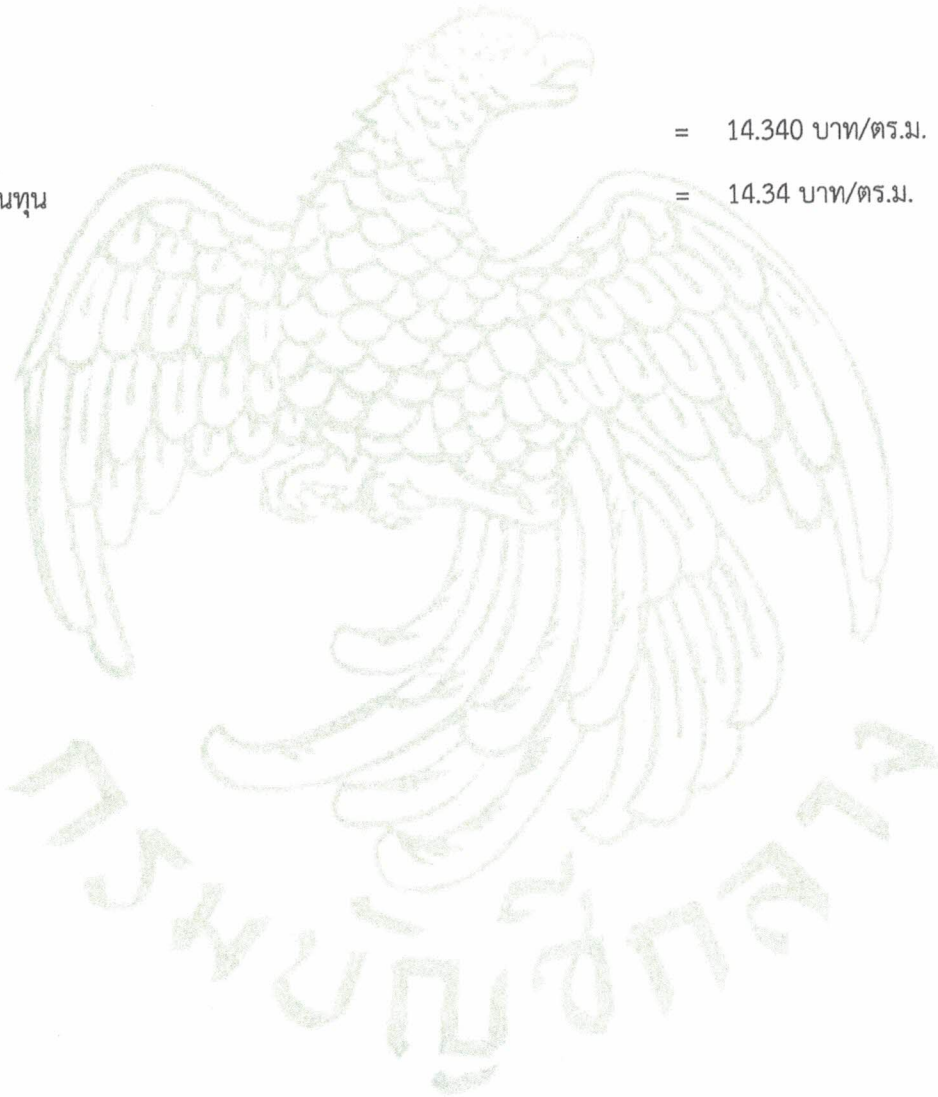 = 14.340 บาท/ตร.ม.
นทุน = 14.34 บาท/ตร.ม.
กรมบัญชีกลาง